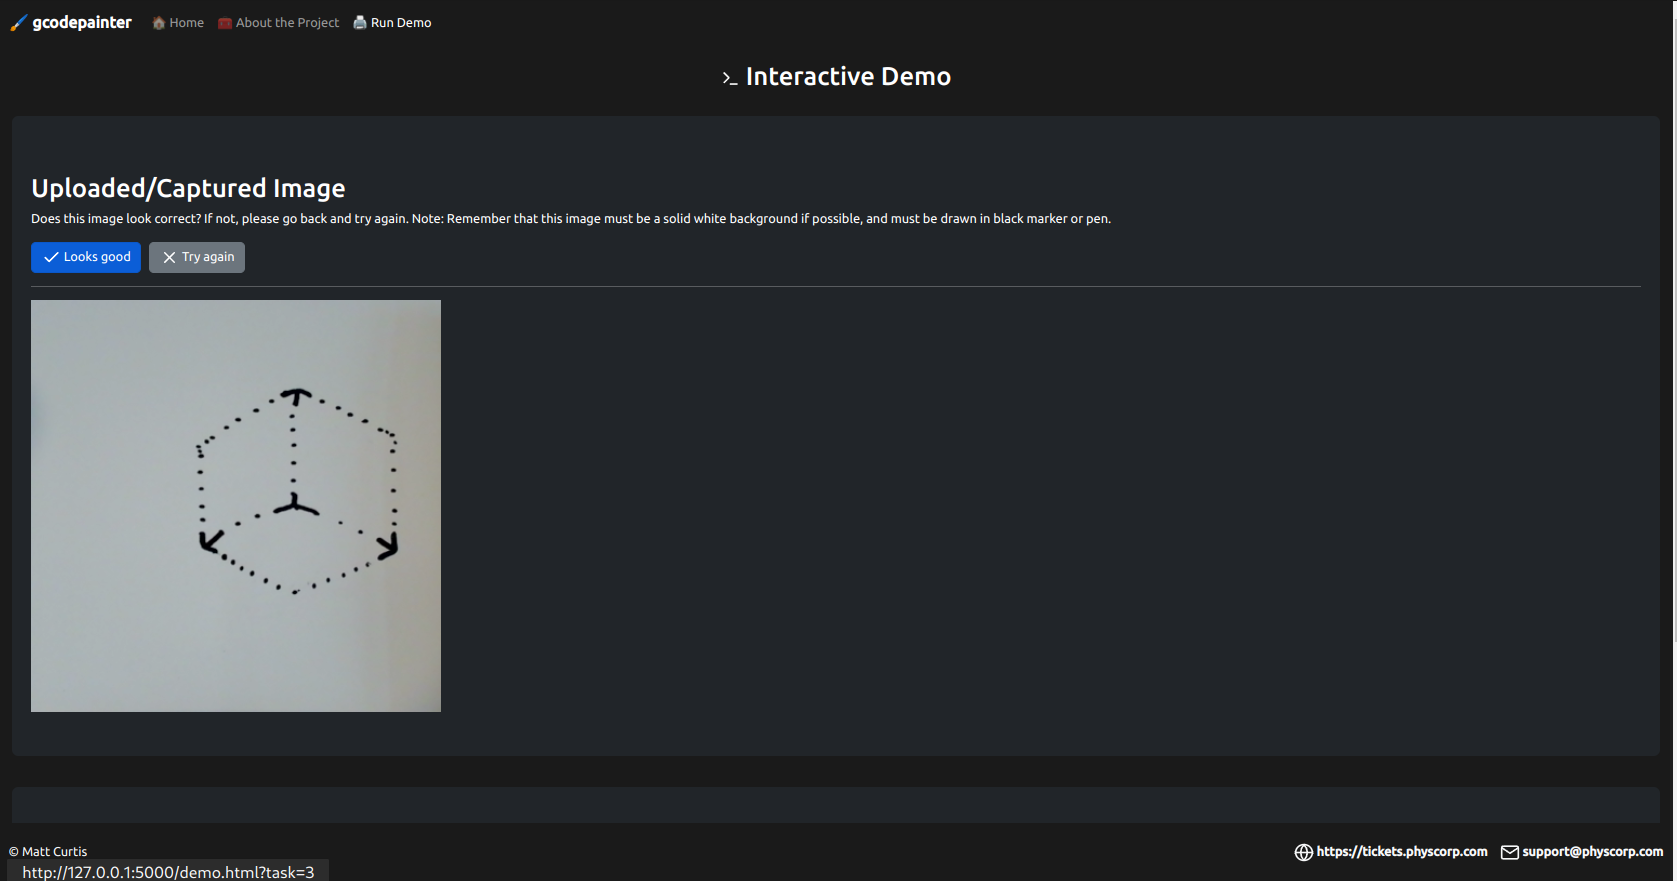 gcodepainter Home About the Project Run Demo
>_ Interactive Demo
Uploaded/Captured Image
Does this image look correct? If not, please go back and try again. Note: Remember that this image must be a solid white background if possible, and must be drawn in black marker or pen.
Looks good Try again
© Matt Curtis https://tickets.physcorp.com support@physcorp.com
http://127.0.0.1:5000/demo.html?task=3